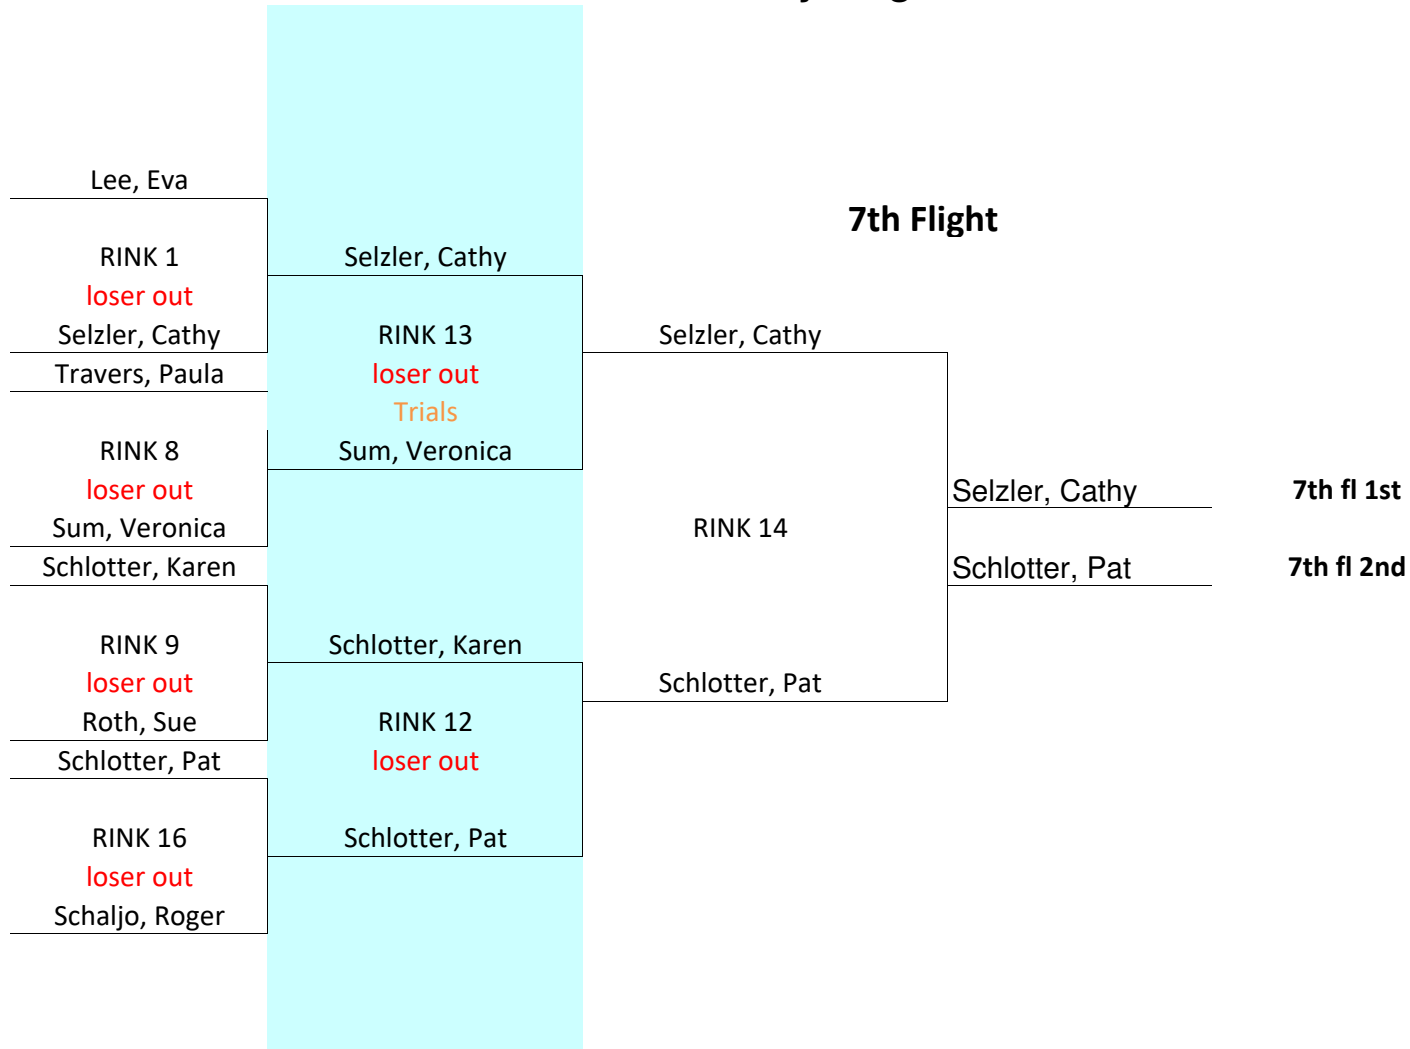 Lee, Eva
7th Flight
RINK 1
Selzler, Cathy
loser out
Selzler, Cathy
RINK 13
Selzler, Cathy
Travers, Paula
loser out
Trials
RINK 8
Sum, Veronica
loser out
Selzler, Cathy
7th fl 1st
Sum, Veronica
RINK 14
Schlotter, Karen
Schlotter, Pat
7th fl 2nd
RINK 9
Schlotter, Karen
loser out
Schlotter, Pat
Roth, Sue
RINK 12
Schlotter, Pat
loser out
RINK 16
Schlotter, Pat
loser out
Schaljo, Roger